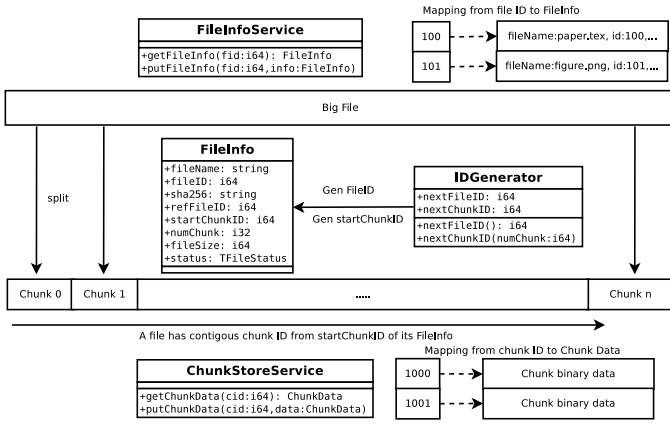 Mapping from file ID to FileInfo
FileInfoService
+getFileInfo(fid:i64): FileInfo
+putFileInfo(fid:i64,info:FileInfo)
100
fileName:paper.tex, id:100,...
101
fileName:figure.png, id:101,...
Big File
split
FileInfo
+fileName: string
+fileID: i64
+sha256: string
+refFileID: i64
+startChunkID: i64
+numChunk: i32
+fileSize: i64
+status: TFileStatus
Gen FileID
Gen startChunkID
IDGenerator
+nextFileID: i64
+nextChunkID: i64
+nextFileID(): i64
+nextChunkID(numChunk:i64)
Chunk 0
Chunk 1
.....
Chunk n
A file has contigous chunk ID from startChunkID of its FileInfo
Mapping from chunk ID to Chunk Data
ChunkStoreService
+getChunkData(cid:i64): ChunkData
+putChunkData(cid:i64,data:ChunkData)
1000
Chunk binary data
1001
Chunk binary data